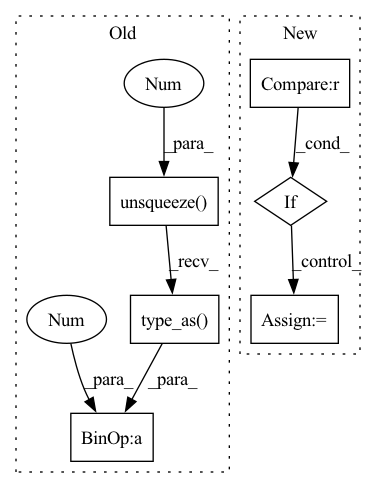 Old
New
Num
Compare:r
_para_
_cond_
unsqueeze()
If
_recv_
_control_
Num
type_as()
Assign:=
_para_
_para_
BinOp:a